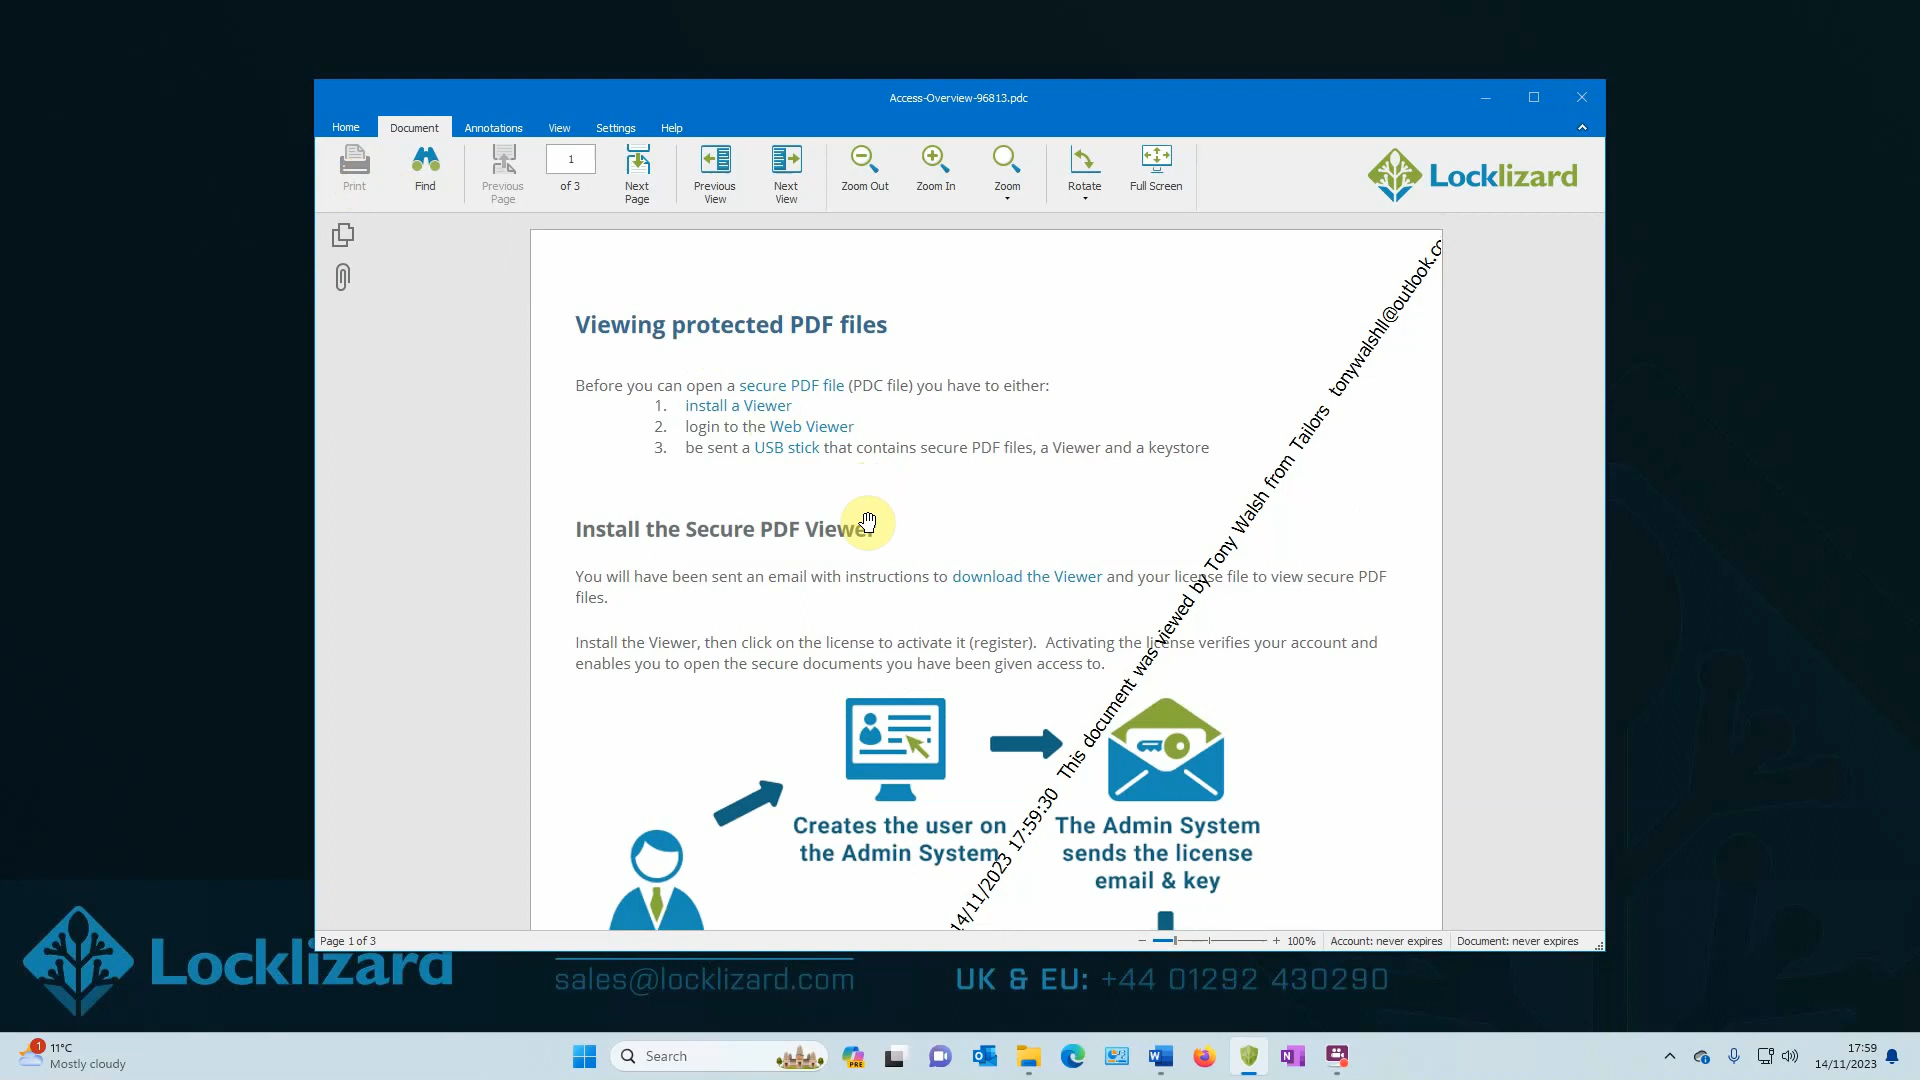 Access-Overview-96813.pdc
Home Document Annotations View Settings Help
Print
Find
Previous
Page
1
of 3
Next
Page
Previous
View
Next
View
Zoom Out
Zoom In
Zoom
Rotate
Full Screen
Locklizard
Viewing protected PDF files
Before you can open a secure PDF file (PDC file) you have to either:
1. install a Viewer
2. login to the Web Viewer
3. be sent a USB stick that contains secure PDF files, a Viewer and a keystore
Install the Secure PDF Viewer
You will have been sent an email with instructions to download the Viewer and your license file to view secure PDF
files.
Install the Viewer, then click on the license to activate it (register). Activating the license verifies your account and
enables you to open the secure documents you have been given access to.
Creates the user on
the Admin System
The Admin System
sends the license
email & key
14/11/2023 17:59:30 This document was viewed by Tony Walsh from Tailors tonywalshll@outlook.co
Page 1 of 3
100%
Account: never expires
Document: never expires
Locklizard
sales@locklizard.com
UK & EU: +44 01292 430290
1
11°C
Mostly cloudy
Search
PRE
17:59
14/11/2023